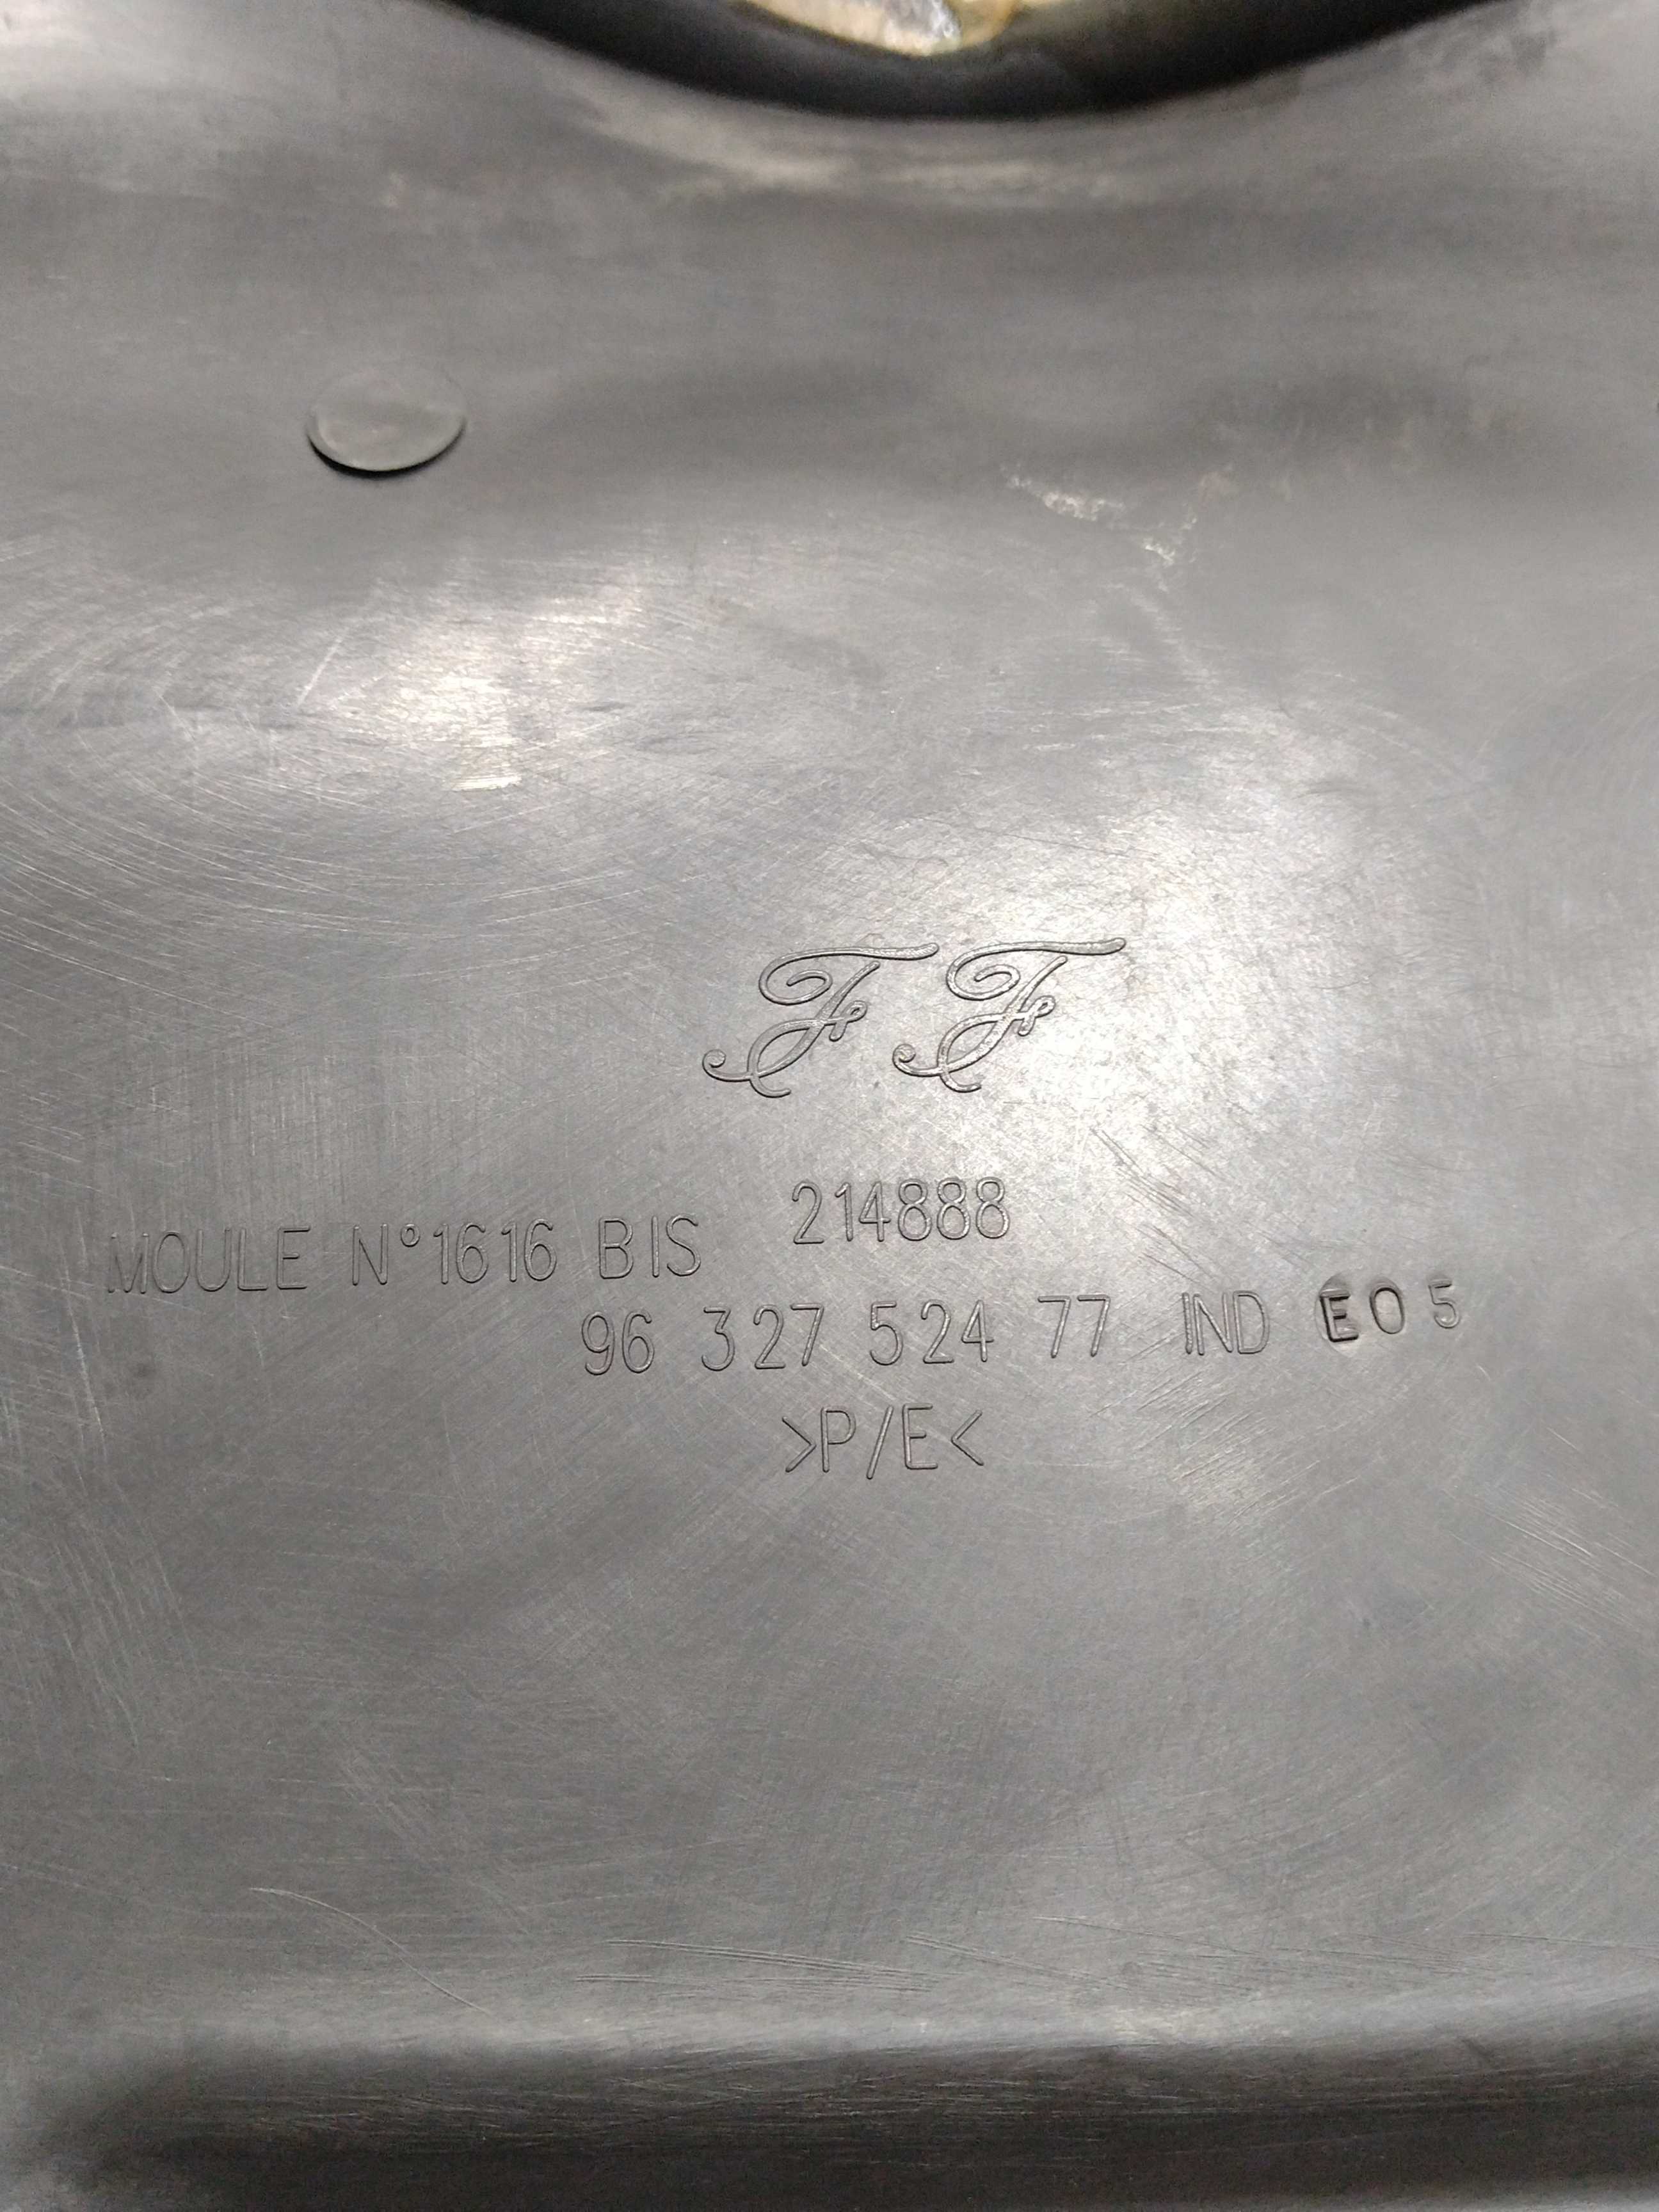 FF
214888
MOULE N°1616 BIS
96 327 524 77 IND E05
>P/E<